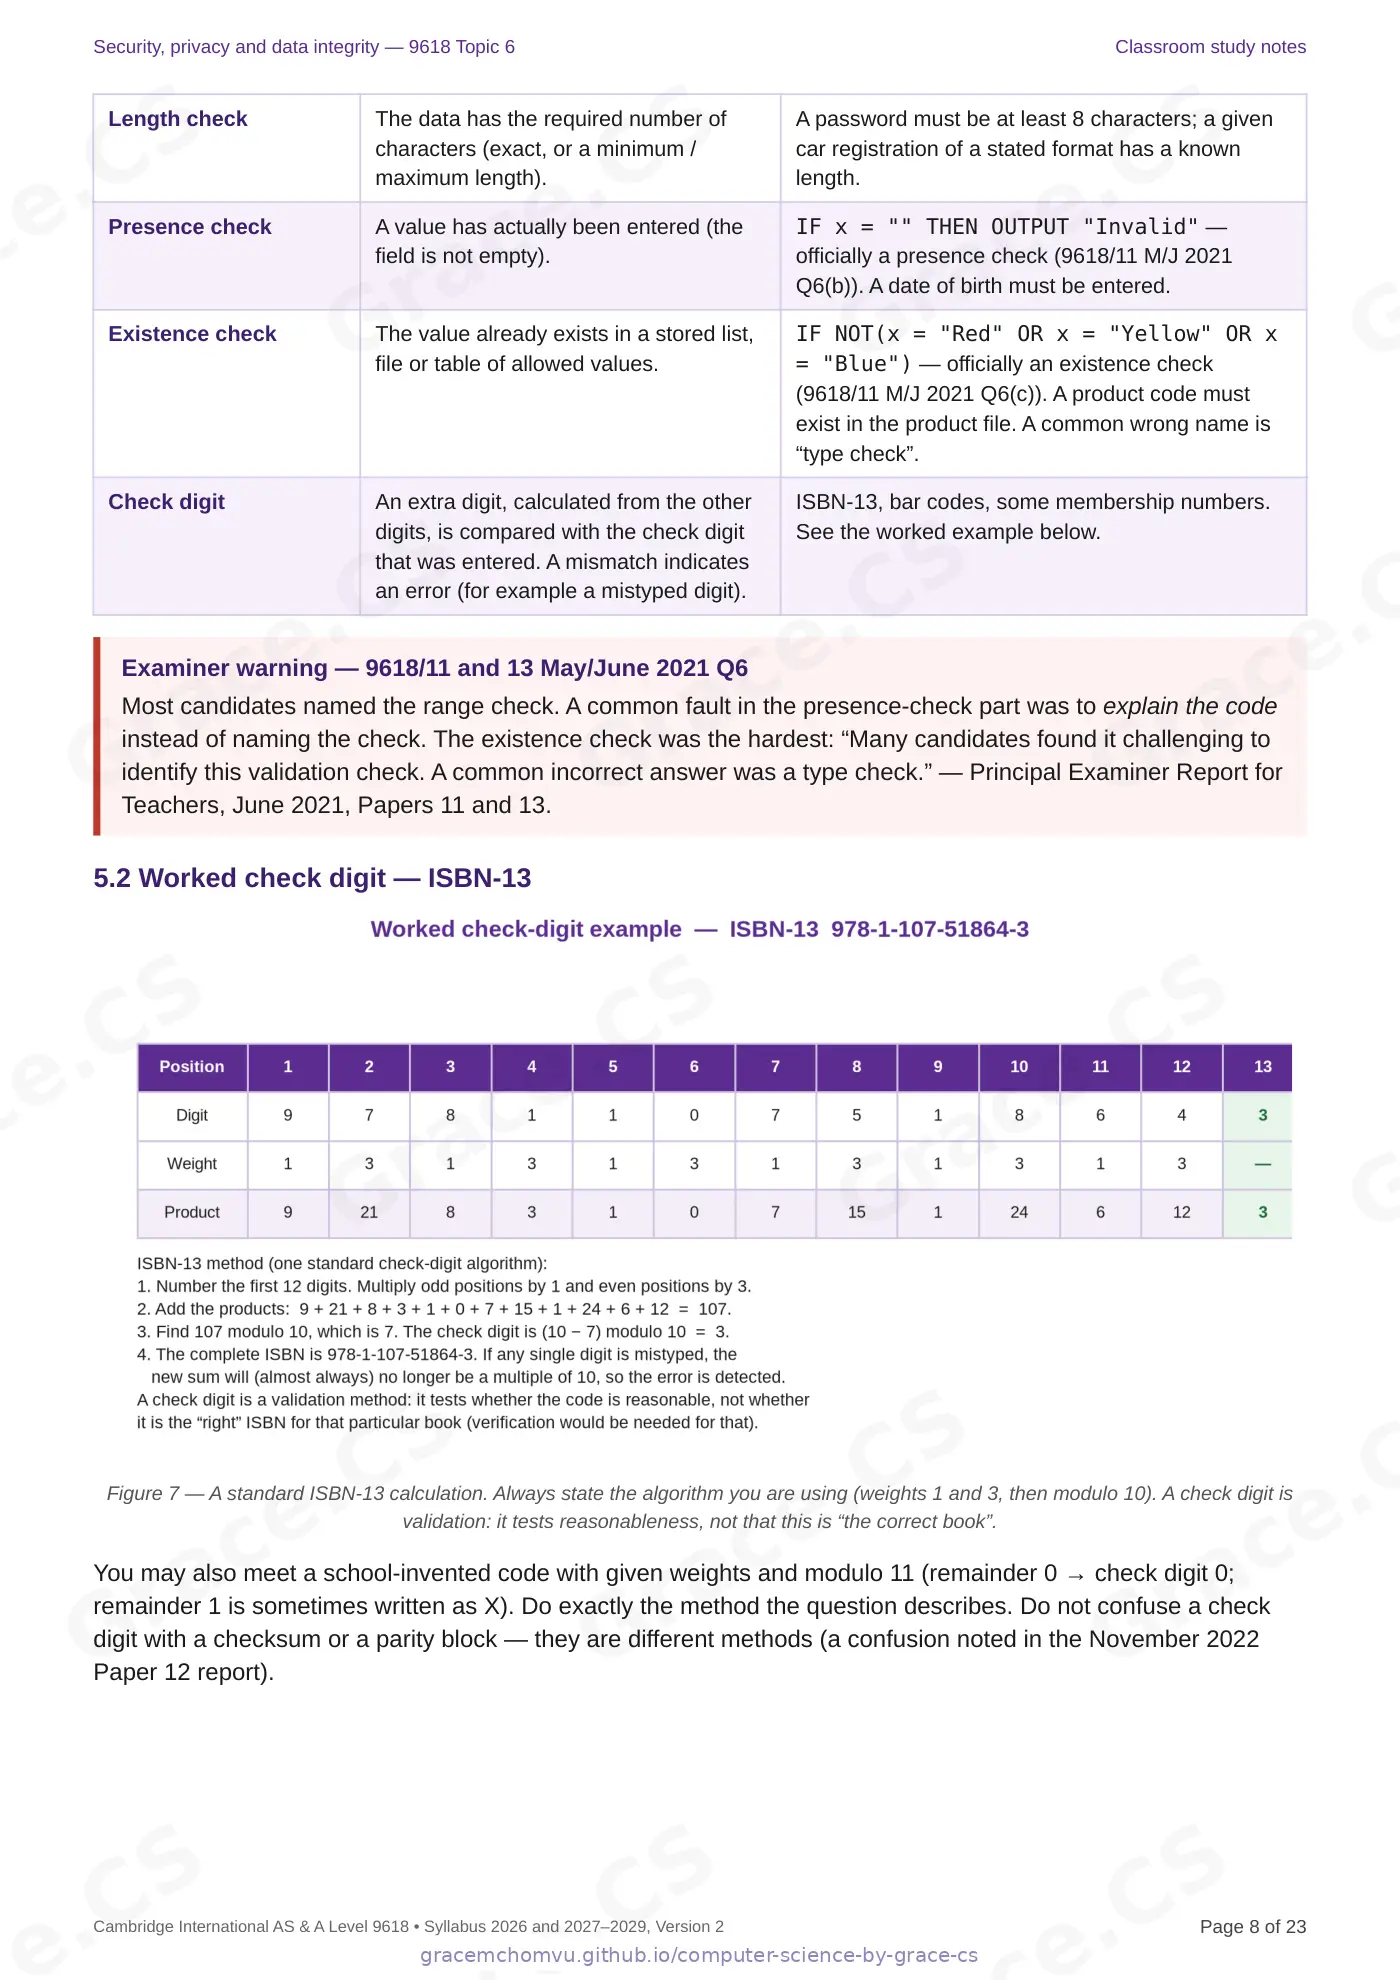 Security, privacy and data integrity — 9618 Topic 6
Classroom study notes
Length check
The data has the required number of
characters (exact, or a minimum /
maximum length).
A password must be at least 8 characters; a given
car registration of a stated format has a known
length.
Presence check
A value has actually been entered (the
field is not empty).
IF x = "" THEN OUTPUT "Invalid" —
officially a presence check (9618/11 M/J 2021
Q6(b)). A date of birth must be entered.
Existence check
The value already exists in a stored list,
file or table of allowed values.
IF NOT(x = "Red" OR x = "Yellow" OR x
= "Blue") — officially an existence check
(9618/11 M/J 2021 Q6(c)). A product code must
exist in the product file. A common wrong name is
“type check”.
Check digit
An extra digit, calculated from the other
digits, is compared with the check digit
that was entered. A mismatch indicates
an error (for example a mistyped digit).
ISBN-13, bar codes, some membership numbers.
See the worked example below.
Examiner warning — 9618/11 and 13 May/June 2021 Q6
Most candidates named the range check. A common fault in the presence-check part was to explain the code
instead of naming the check. The existence check was the hardest: “Many candidates found it challenging to
identify this validation check. A common incorrect answer was a type check.” — Principal Examiner Report for
Teachers, June 2021, Papers 11 and 13.
5.2 Worked check digit — ISBN-13
Worked check-digit example — ISBN-13 978-1-107-51864-3
Position 1 2 3 4 5 6 7 8 9 10 11 12 13
Digit 9 7 8 1 1 0 7 5 1 8 6 4 3
Weight 1 3 1 3 1 3 1 3 1 3 1 3 —
Product 9 21 8 3 1 0 7 15 1 24 6 12 3
ISBN-13 method (one standard check-digit algorithm):
1. Number the first 12 digits. Multiply odd positions by 1 and even positions by 3.
2. Add the products: 9 + 21 + 8 + 3 + 1 + 0 + 7 + 15 + 1 + 24 + 6 + 12 = 107.
3. Find 107 modulo 10, which is 7. The check digit is (10 − 7) modulo 10 = 3.
4. The complete ISBN is 978-1-107-51864-3. If any single digit is mistyped, the
new sum will (almost always) no longer be a multiple of 10, so the error is detected.
A check digit is a validation method: it tests whether the code is reasonable, not whether
it is the “right” ISBN for that particular book (verification would be needed for that).
Figure 7 — A standard ISBN-13 calculation. Always state the algorithm you are using (weights 1 and 3, then modulo 10). A check digit is
validation: it tests reasonableness, not that this is “the correct book”.
You may also meet a school-invented code with given weights and modulo 11 (remainder 0 → check digit 0;
remainder 1 is sometimes written as X). Do exactly the method the question describes. Do not confuse a check
digit with a checksum or a parity block — they are different methods (a confusion noted in the November 2022
Paper 12 report).
Cambridge International AS & A Level 9618 • Syllabus 2026 and 2027–2029, Version 2
Page 8 of 23
gracemchomvu.github.io/computer-science-by-grace-cs
Grace.CS